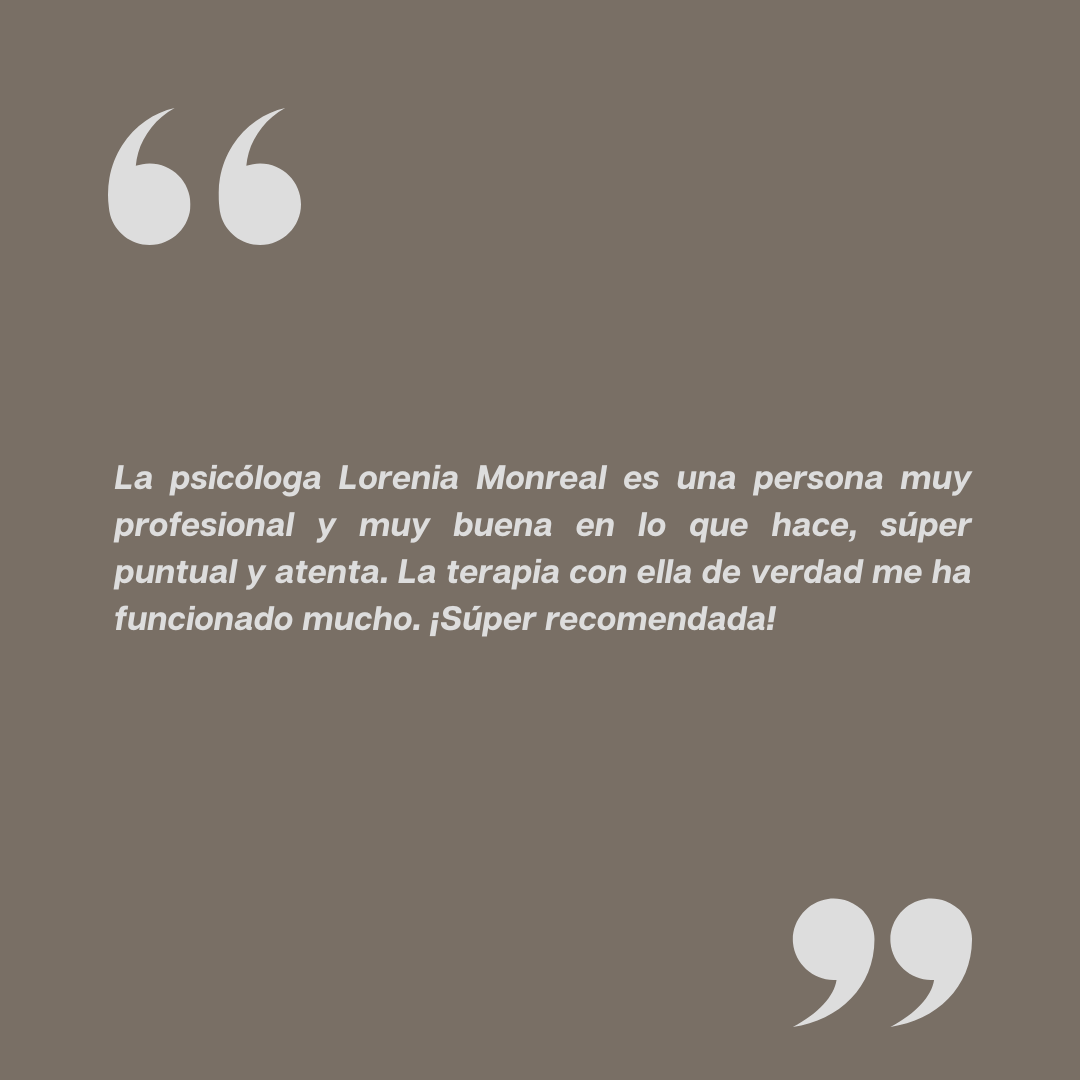 “
La psicóloga Lorenia Monreal es una persona muy
profesional y muy buena en lo que hace, súper
puntual y atenta. La terapia con ella de verdad me ha
funcionado mucho. ¡Súper recomendada!
”